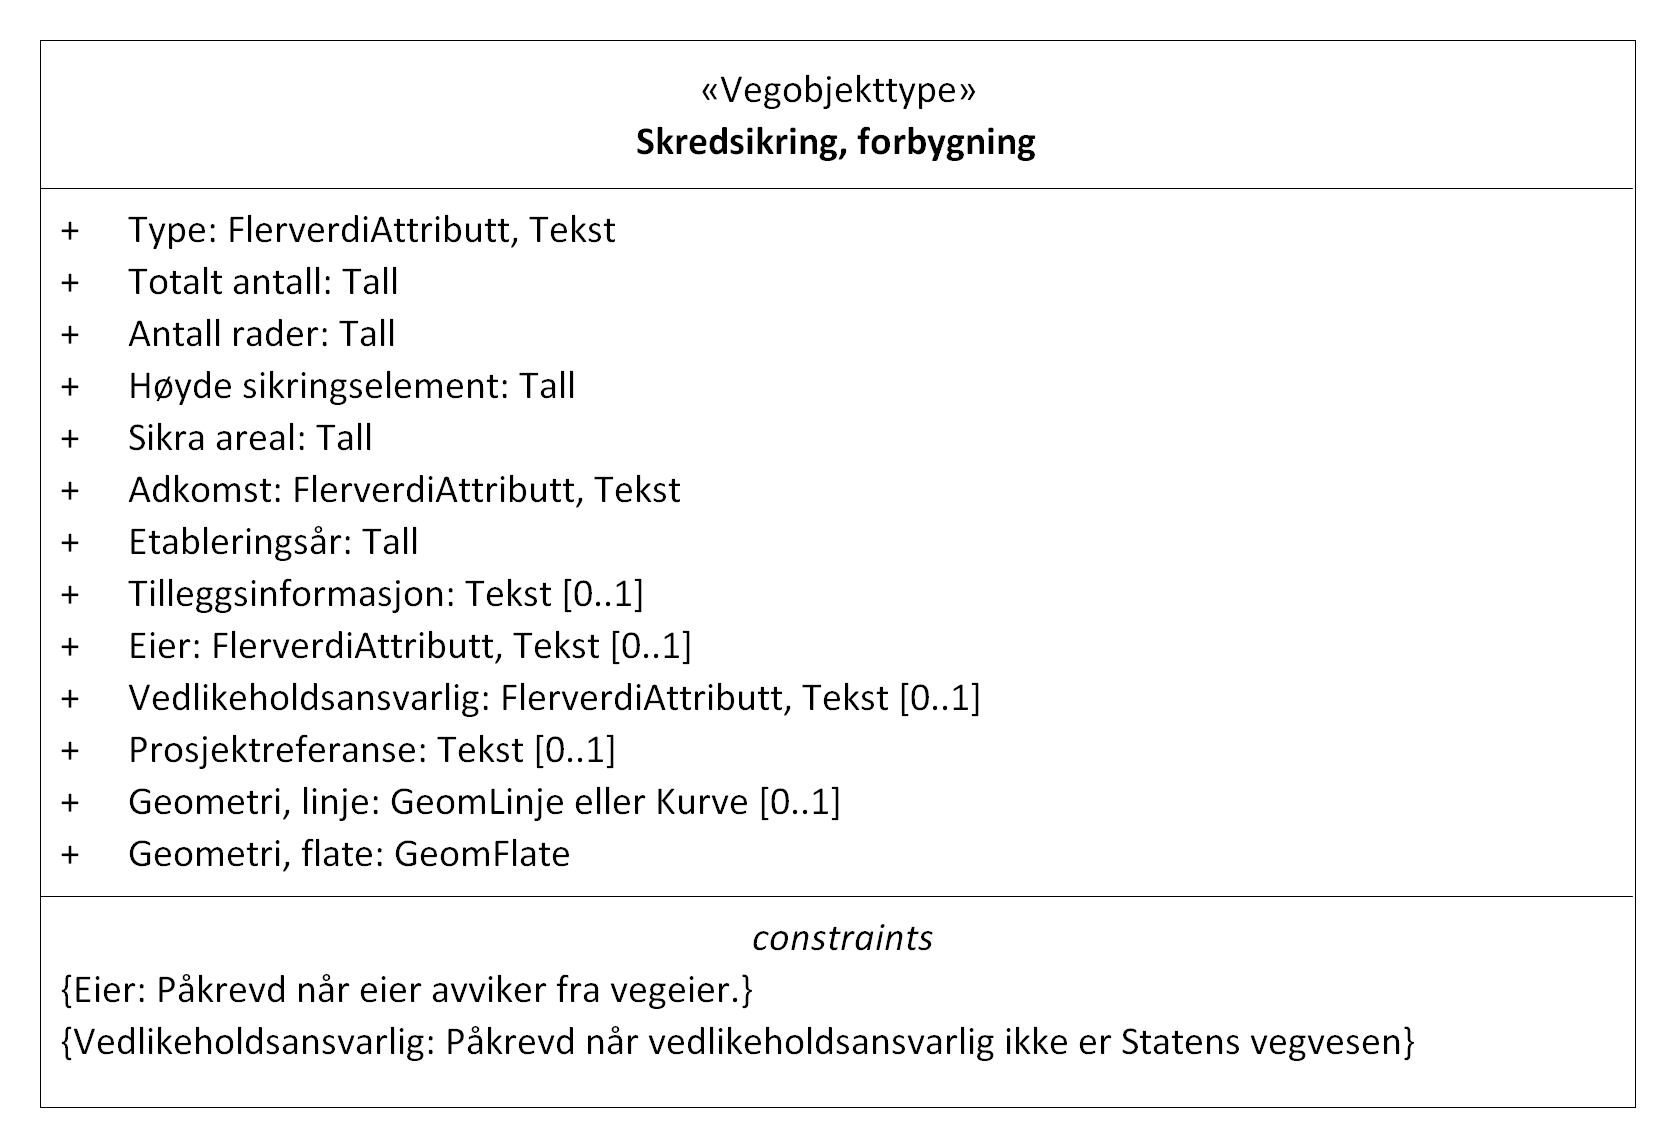 «Vegobjekttype»
Skredsikring, forbygning
+ Type: FlerverdiAttributt, Tekst
+ Totalt antall: Tall
+ Antall rader: Tall
+ Høyde sikringselement: Tall
+ Sikra areal: Tall
+ Adkomst: FlerverdiAttributt, Tekst
+ Etableringsår: Tall
+ Tilleggsinformasjon: Tekst [0..1]
+ Eier: FlerverdiAttributt, Tekst [0..1]
+ Vedlikeholdsansvarlig: FlerverdiAttributt, Tekst [0..1]
+ Prosjektreferanse: Tekst [0..1]
+ Geometri, linje: GeomLinje eller Kurve [0..1]
+ Geometri, flate: GeomFlate
constraints
{Eier: Påkrevd når eier avviker fra vegeier.}
{Vedlikeholdsansvarlig: Påkrevd når vedlikeholdsansvarlig ikke er Statens vegvesen}